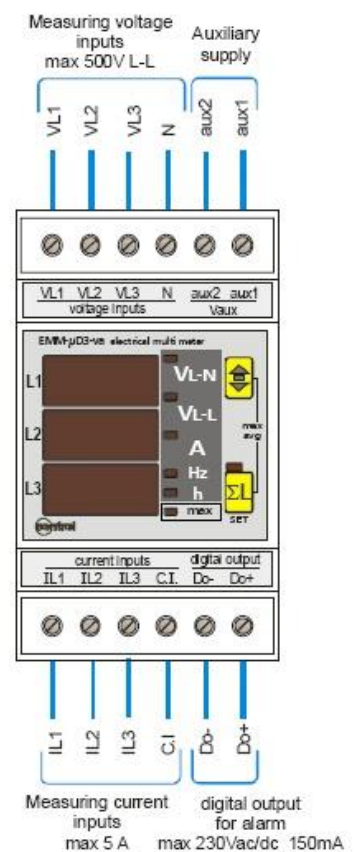 Measuring voltage
inputs
max 500V L-L
Auxiliary
supply
VL1 VL2 VL3 N aux2 aux1
VL1 VL2 VL3 N aux2 aux1
voltage inputs Vaux
EMM-µD3-va electrical multi meter
L1
L2
L3
VL-N
VL-L
A
Hz
h
max
max
avg
ΣL
SET
contrel
current inputs digital output
IL1 IL2 IL3 C.I. Do- Do+
IL1 IL2 IL3 C.I Do- Do+
Measuring current
inputs
max 5 A
digital output
for alarm
max 230Vac/dc 150mA